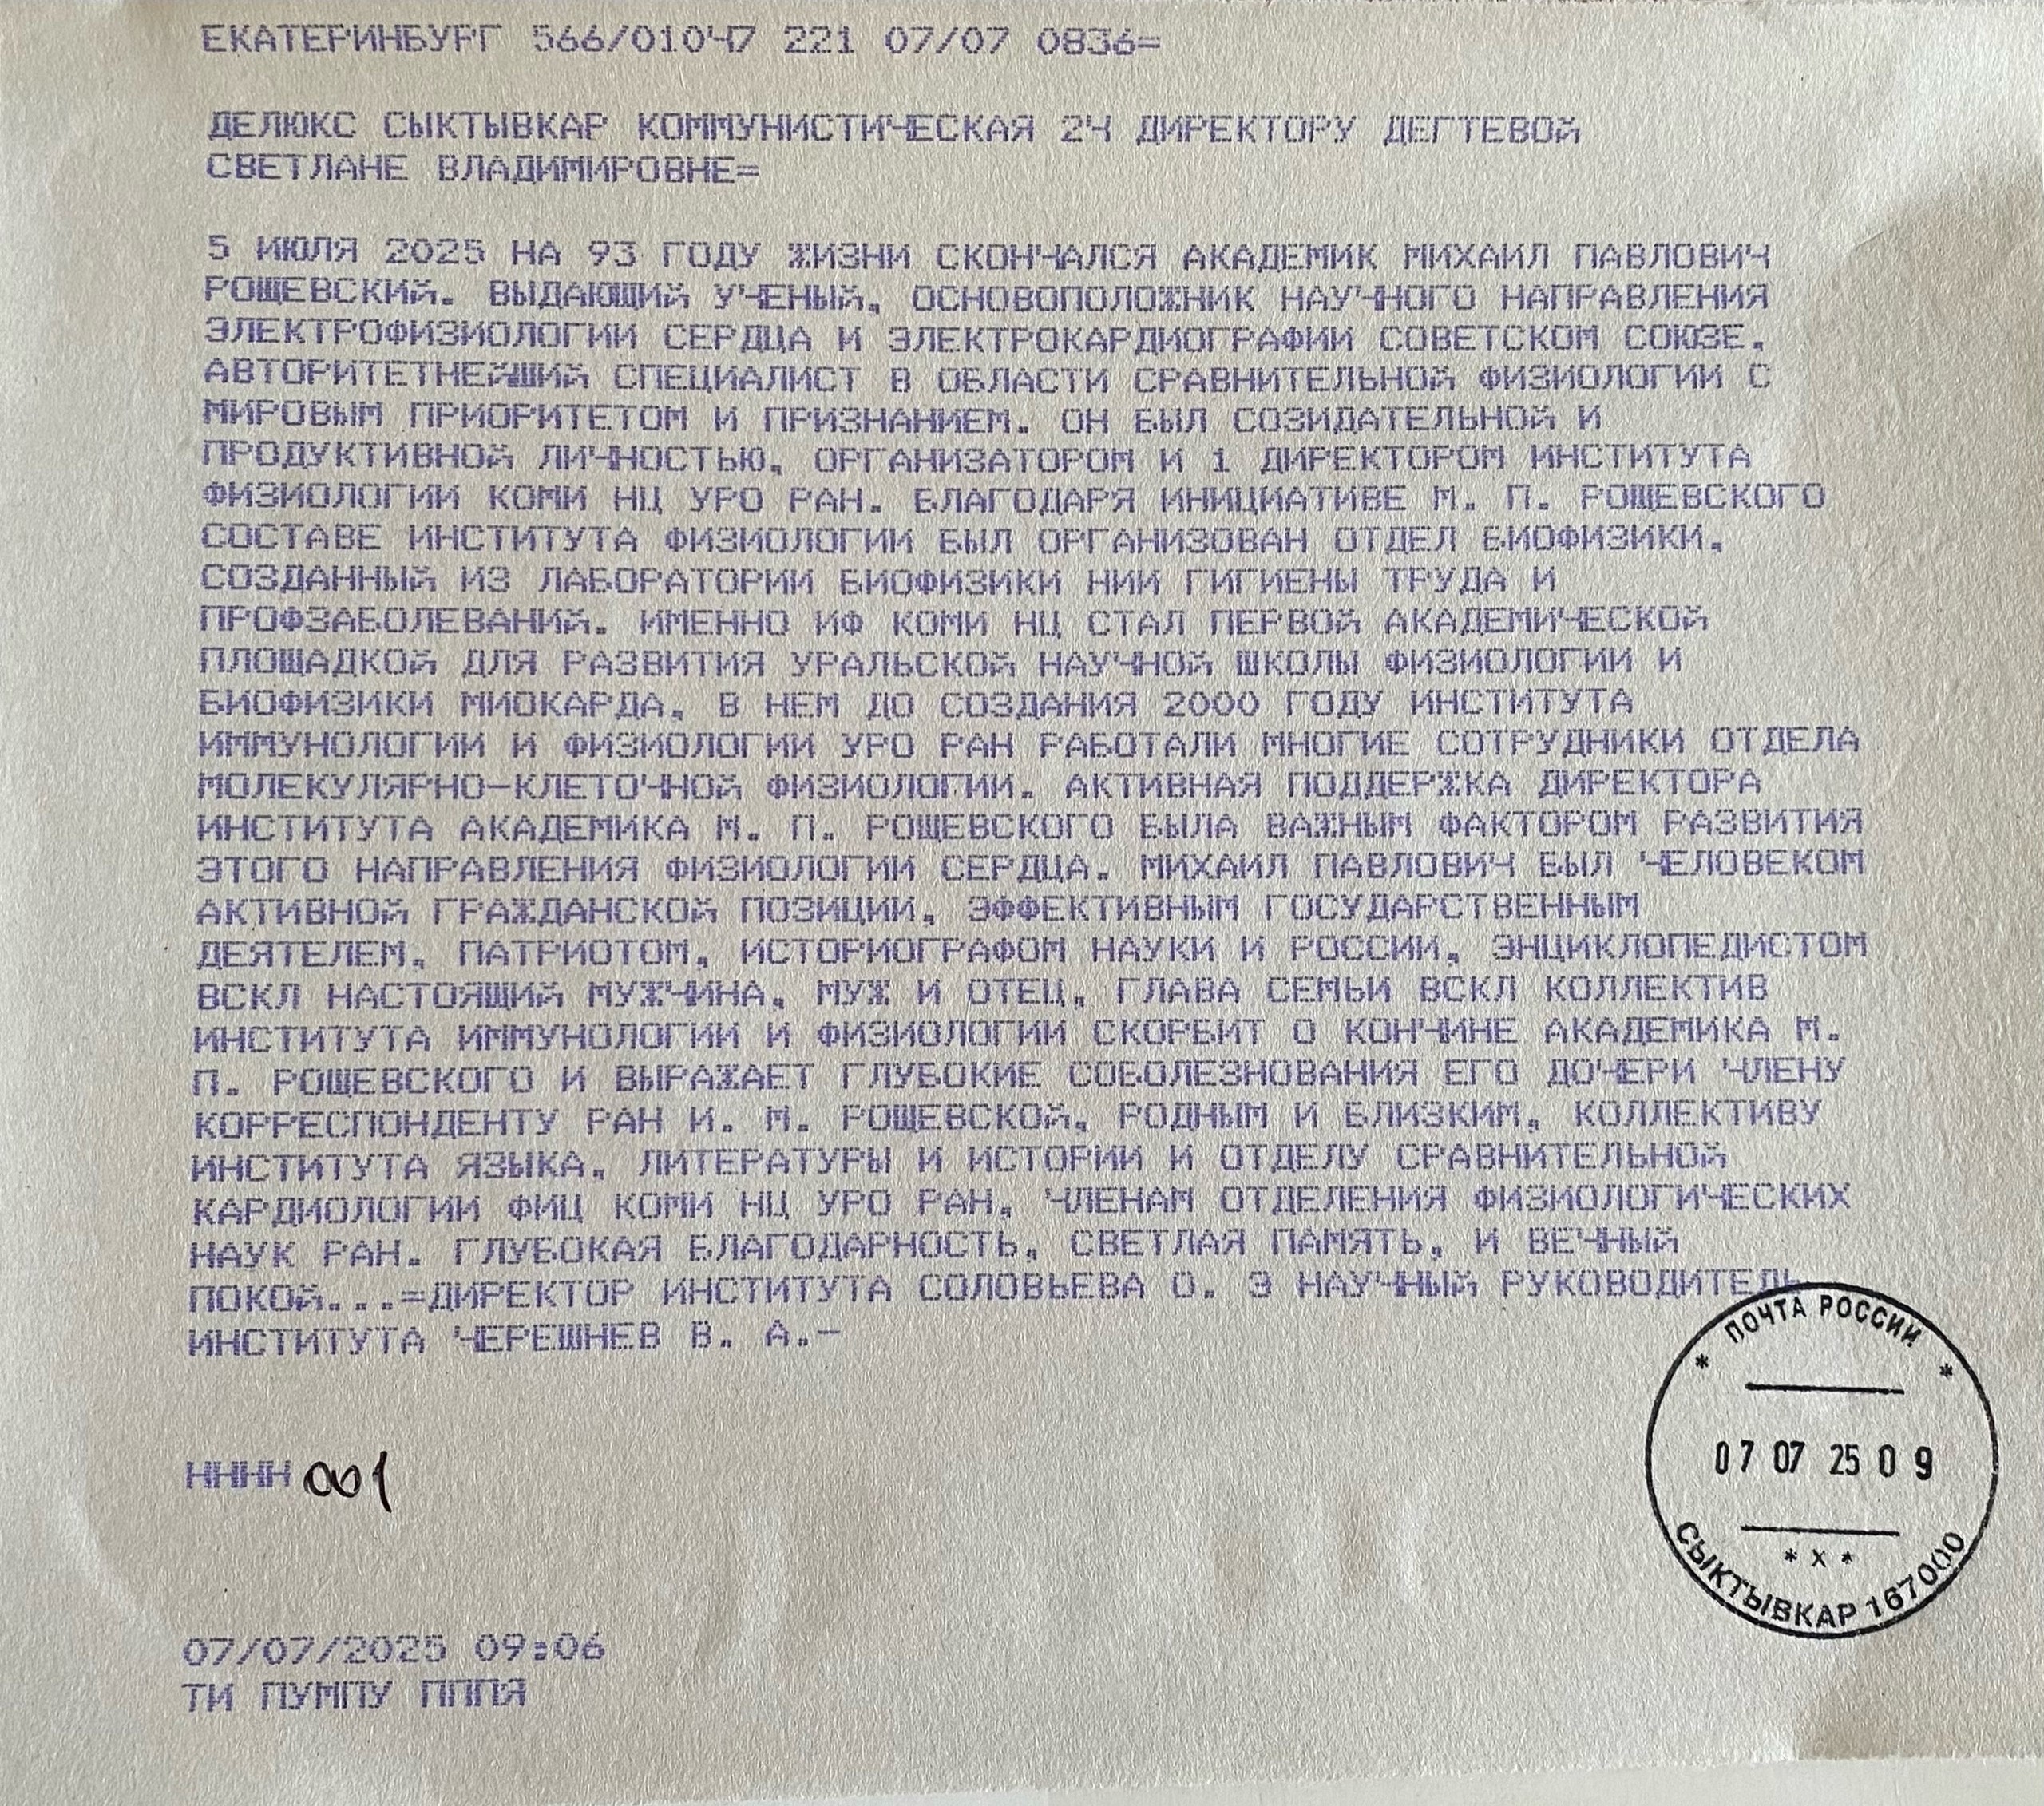 ЕКАТЕРИНБУРГ 566/01047 221 07/07 0836=
ДЕЛЮКС СЫКТЫВКАР КОММУНИСТИЧЕСКАЯ 24 ДИРЕКТОРУ ДЕГТЕВОЙ
СВЕТЛАНЕ ВЛАДИМИРОВНЕ=
5 ИЮЛЯ 2025 НА 93 ГОДУ ЖИЗНИ СКОНЧАЛСЯ АКАДЕМИК МИХАИЛ ПАВЛОВИЧ
РОЩЕВСКИЙ. ВЫДАЮЩИЙ УЧЕНЫЙ, ОСНОВОПОЛОЖНИК НАУЧНОГО НАПРАВЛЕНИЯ
ЭЛЕКТРОФИЗИОЛОГИИ СЕРДЦА И ЭЛЕКТРОКАРДИОГРАФИИ СОВЕТСКОМ СОЮЗЕ,
АВТОРИТЕТНЕЙШИЙ СПЕЦИАЛИСТ В ОБЛАСТИ СРАВНИТЕЛЬНОЙ ФИЗИОЛОГИИ С
МИРОВЫМ ПРИОРИТЕТОМ И ПРИЗНАНИЕМ. ОН БЫЛ СОЗИДАТЕЛЬНОЙ И
ПРОДУКТИВНОЙ ЛИЧНОСТЬЮ, ОРГАНИЗАТОРОМ И 1 ДИРЕКТОРОМ ИНСТИТУТА
ФИЗИОЛОГИИ КОМИ НЦ УРО РАН. БЛАГОДАРЯ ИНИЦИАТИВЕ М. П. РОЩЕВСКОГО
СОСТАВЕ ИНСТИТУТА ФИЗИОЛОГИИ БЫЛ ОРГАНИЗОВАН ОТДЕЛ БИОФИЗИКИ,
СОЗДАННЫЙ ИЗ ЛАБОРАТОРИИ БИОФИЗИКИ НИИ ГИГИЕНЫ ТРУДА И
ПРОФЗАБОЛЕВАНИЙ. ИМЕННО ИФ КОМИ НЦ СТАЛ ПЕРВОЙ АКАДЕМИЧЕСКОЙ
ПЛОЩАДКОЙ ДЛЯ РАЗВИТИЯ УРАЛЬСКОЙ НАУЧНОЙ ШКОЛЫ ФИЗИОЛОГИИ И
БИОФИЗИКИ МИОКАРДА, В НЕМ ДО СОЗДАНИЯ 2000 ГОДУ ИНСТИТУТА
ИММУНОЛОГИИ И ФИЗИОЛОГИИ УРО РАН РАБОТАЛИ МНОГИЕ СОТРУДНИКИ ОТДЕЛА
МОЛЕКУЛЯРНО-КЛЕТОЧНОЙ ФИЗИОЛОГИИ. АКТИВНАЯ ПОДДЕРЖКА ДИРЕКТОРА
ИНСТИТУТА АКАДЕМИКА М. П. РОЩЕВСКОГО БЫЛА ВАЖНЫМ ФАКТОРОМ РАЗВИТИЯ
ЭТОГО НАПРАВЛЕНИЯ ФИЗИОЛОГИИ СЕРДЦА. МИХАИЛ ПАВЛОВИЧ БЫЛ ЧЕЛОВЕКОМ
АКТИВНОЙ ГРАЖДАНСКОЙ ПОЗИЦИИ, ЭФФЕКТИВНЫМ ГОСУДАРСТВЕННЫМ
ДЕЯТЕЛЕМ, ПАТРИОТОМ, ИСТОРИОГРАФОМ НАУКИ И РОССИИ, ЭНЦИКЛОПЕДИСТОМ
ВСКЛ НАСТОЯЩИЙ МУЖЧИНА, МУЖ И ОТЕЦ, ГЛАВА СЕМЬИ ВСКЛ КОЛЛЕКТИВ
ИНСТИТУТА ИММУНОЛОГИИ И ФИЗИОЛОГИИ СКОРБИТ О КОНЧИНЕ АКАДЕМИКА М.
П. РОЩЕВСКОГО И ВЫРАЖАЕТ ГЛУБОКИЕ СОБОЛЕЗНОВАНИЯ ЕГО ДОЧЕРИ ЧЛЕНУ
КОРРЕСПОНДЕНТУ РАН И. М. РОЩЕВСКОЙ, РОДНЫМ И БЛИЗКИМ, КОЛЛЕКТИВУ
ИНСТИТУТА ЯЗЫКА, ЛИТЕРАТУРЫ И ИСТОРИИ И ОТДЕЛУ СРАВНИТЕЛЬНОЙ
КАРДИОЛОГИИ ФИЦ КОМИ НЦ УРО РАН, ЧЛЕНАМ ОТДЕЛЕНИЯ ФИЗИОЛОГИЧЕСКИХ
НАУК РАН. ГЛУБОКАЯ БЛАГОДАРНОСТЬ, СВЕТЛАЯ ПАМЯТЬ, И ВЕЧНЫЙ
ПОКОЙ...=ДИРЕКТОР ИНСТИТУТА СОЛОВЬЕВА О. Э НАУЧНЫЙ РУКОВОДИТЕЛЬ
ИНСТИТУТА ЧЕРЕШНЕВ В. А.-
* ПОЧТА РОССИИ *
07 07 25 0 9
* X *
СЫКТЫВКАР 167000
НННН 001
07/07/2025 09:06
ТИ ПУМПУ ПППЯ